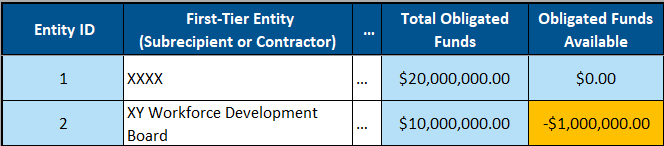 Entity ID
First-Tier Entity
(Subrecipient or Contractor)
...
Total Obligated
Funds
Obligated Funds
Available
1
XXXX
...
$20,000,000.00
$0.00
2
XY Workforce Development
Board
...
$10,000,000.00
-$1,000,000.00